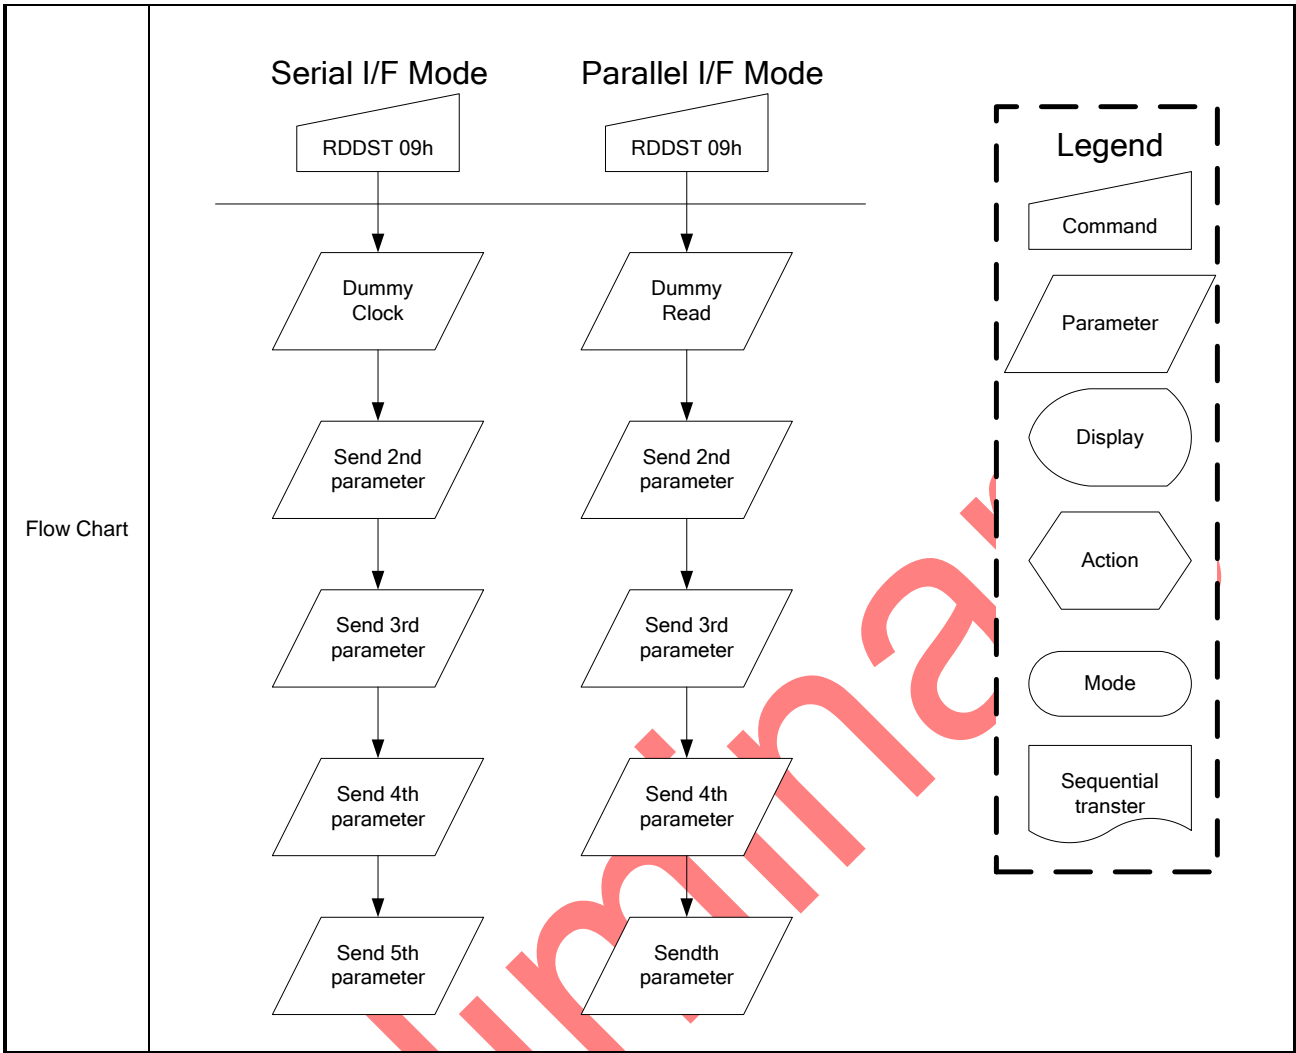 Flow Chart
Serial I/F Mode
RDDST 09h
Dummy
Clock
Send 2nd
parameter
Send 3rd
parameter
Send 4th
parameter
Send 5th
parameter
Parallel I/F Mode
RDDST 09h
Dummy
Read
Send 2nd
parameter
Send 3rd
parameter
Send 4th
parameter
Sendth
parameter
Legend
Command
Parameter
Display
Action
Mode
Sequential
transter